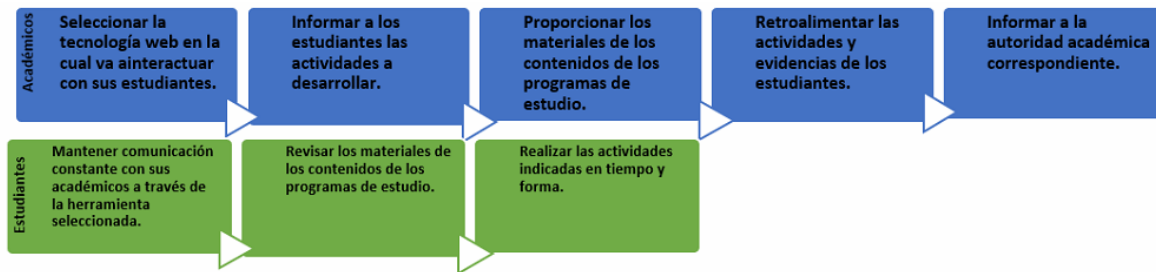 Académicos
Seleccionar la
tecnología web en la
cual va ainteractuar
con sus estudiantes.
Informar a los
estudiantes las
actividades a
desarrollar.
Proporcionar los
materiales de los
contenidos de los
programas de
estudio.
Retroalimentar las
actividades y
evidencias de los
estudiantes.
Informar a la
autoridad académica
correspondiente.
Estudiantes
Mantener comunicación
constante con sus
académicos a través de
la herramienta
seleccionada.
Revisar los materiales de
los contenidos de los
programas de estudio.
Realizar las actividades
indicadas en tiempo y
forma.